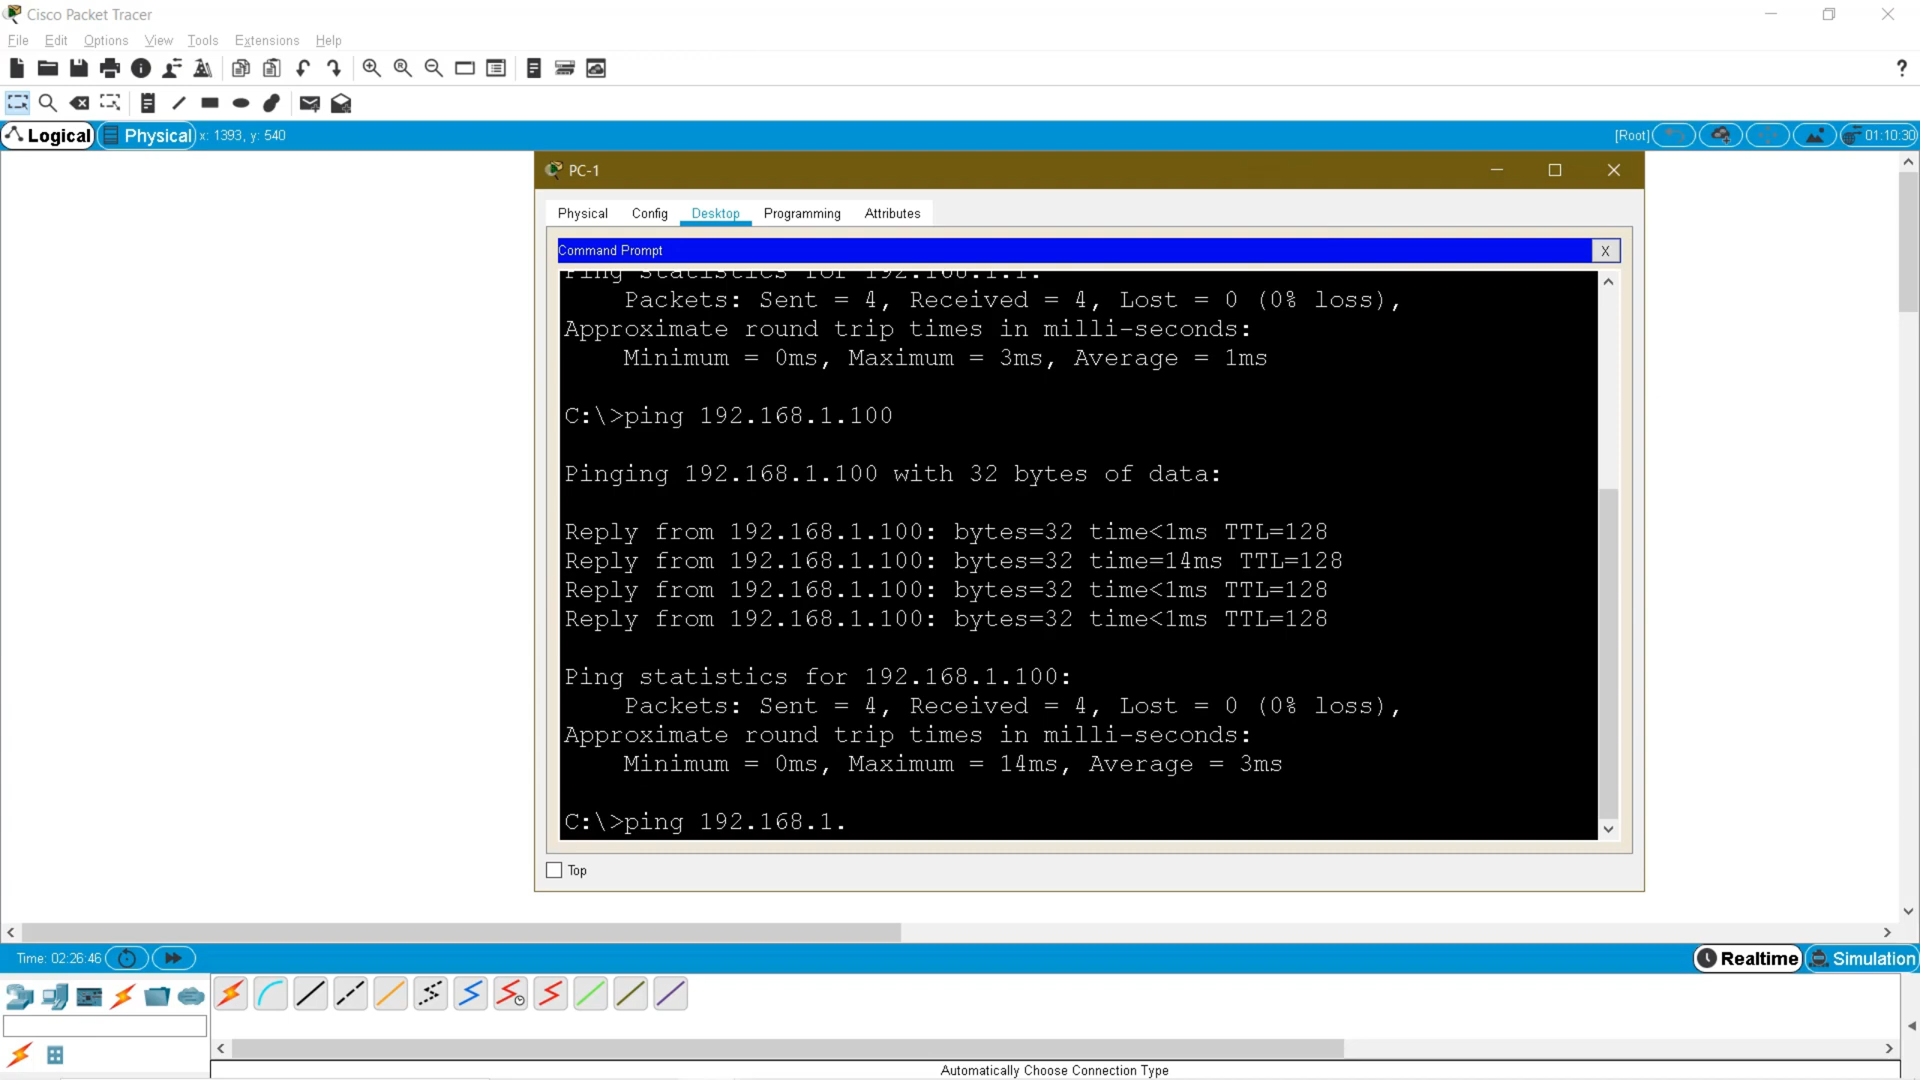 Cisco Packet Tracer
File Edit Options View Tools Extensions Help
?
Logical Physical x: 1393, y: 540 [Root] 01:10:30
PC-1
Physical Config Desktop Programming Attributes
Command Prompt X
Ping statistics for 192.168.1.1:
Packets: Sent = 4, Received = 4, Lost = 0 (0% loss),
Approximate round trip times in milli-seconds:
Minimum = 0ms, Maximum = 3ms, Average = 1ms
C:\>ping 192.168.1.100
Pinging 192.168.1.100 with 32 bytes of data:
Reply from 192.168.1.100: bytes=32 time<1ms TTL=128
Reply from 192.168.1.100: bytes=32 time=14ms TTL=128
Reply from 192.168.1.100: bytes=32 time<1ms TTL=128
Reply from 192.168.1.100: bytes=32 time<1ms TTL=128
Ping statistics for 192.168.1.100:
Packets: Sent = 4, Received = 4, Lost = 0 (0% loss),
Approximate round trip times in milli-seconds:
Minimum = 0ms, Maximum = 14ms, Average = 3ms
C:\>ping 192.168.1.
Top
Time: 02:26:46 Realtime Simulation
Automatically Choose Connection Type